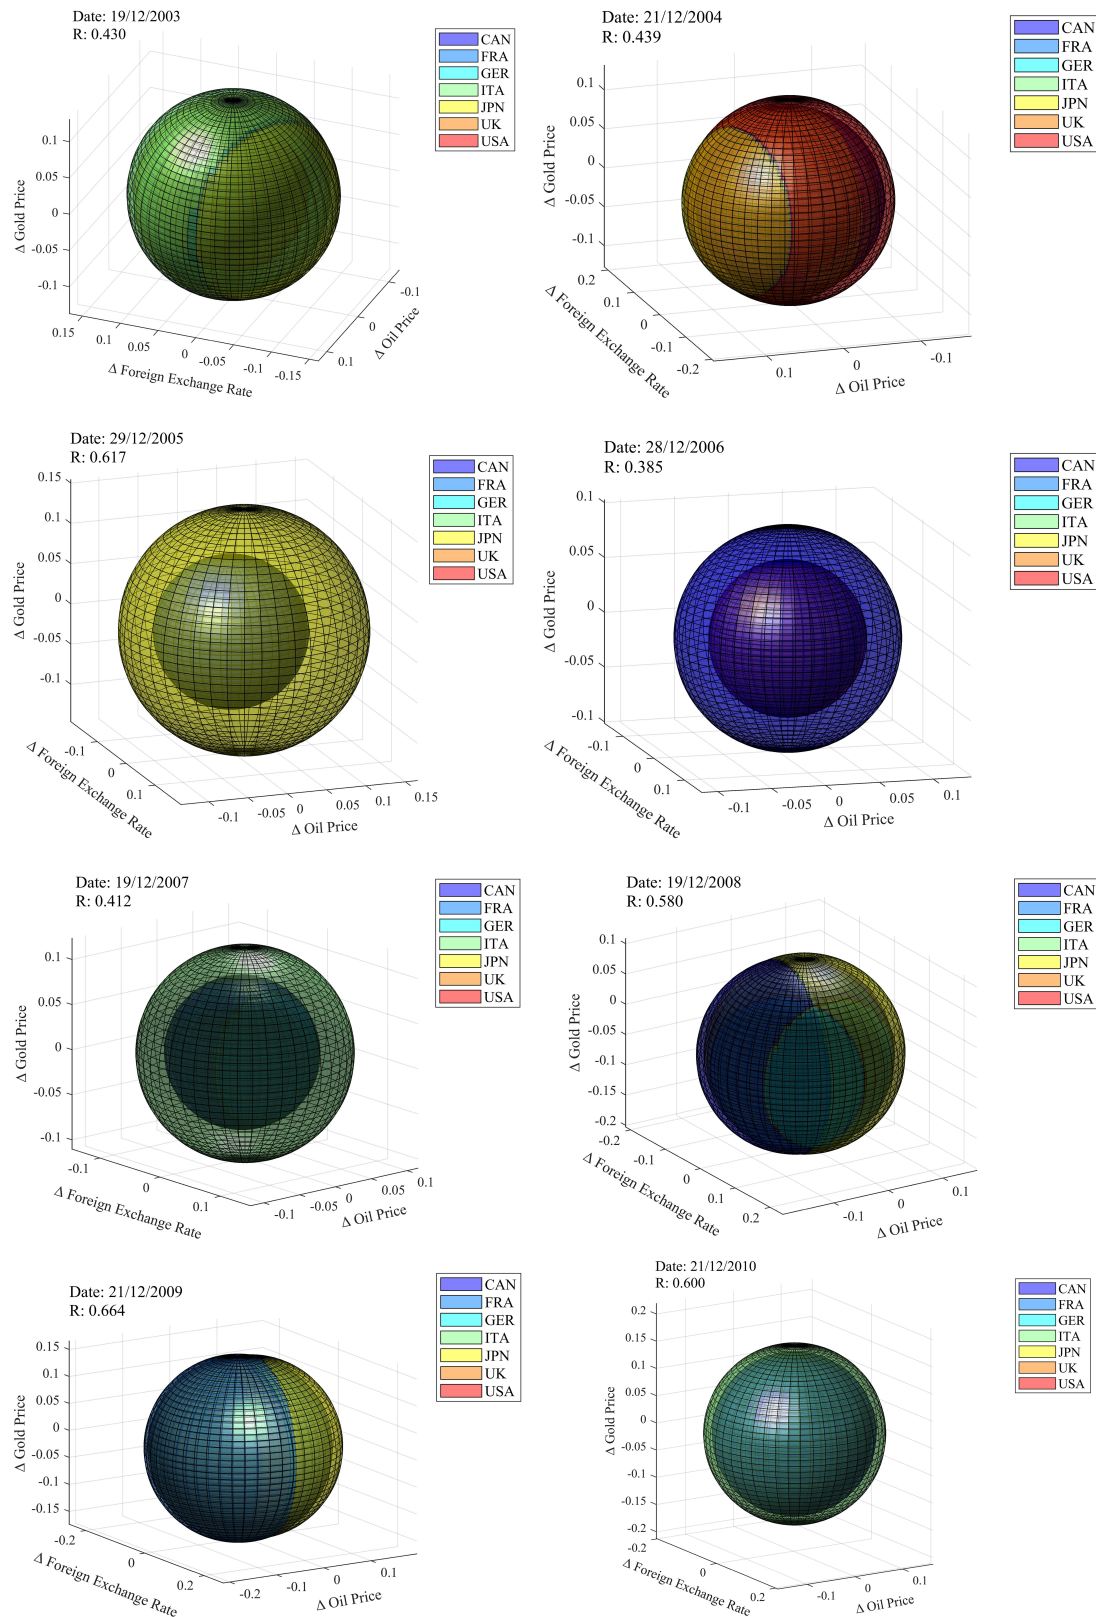 Date: 19/12/2003
R: 0.430
CAN
FRA
GER
ITA
JPN
UK
USA
0.1
0.05
0
-0.05
-0.1
Δ Gold Price
0.15
0.1
0.05
0
-0.05
-0.1
-0.15
Δ Foreign Exchange Rate
-0.1
0
0.1
Δ Oil Price
Date: 21/12/2004
R: 0.439
CAN
FRA
GER
ITA
JPN
UK
USA
0.1
0.05
0
-0.05
-0.1
Δ Gold Price
0.2
0.1
0
-0.1
-0.2
Δ Foreign Exchange Rate
0.1
0
-0.1
Δ Oil Price
Date: 29/12/2005
R: 0.617
CAN
FRA
GER
ITA
JPN
UK
USA
0.15
0.1
0.05
0
-0.05
-0.1
Δ Gold Price
-0.1
0
0.1
Δ Foreign Exchange Rate
-0.1
-0.05
0
0.05
0.1
0.15
Δ Oil Price
Date: 28/12/2006
R: 0.385
CAN
FRA
GER
ITA
JPN
UK
USA
0.1
0.05
0
-0.05
-0.1
Δ Gold Price
-0.1
0
0.1
Δ Foreign Exchange Rate
-0.1
-0.05
0
0.05
0.1
Δ Oil Price
Date: 19/12/2007
R: 0.412
CAN
FRA
GER
ITA
JPN
UK
USA
0.1
0.05
0
-0.05
-0.1
Δ Gold Price
-0.1
0
0.1
Δ Foreign Exchange Rate
-0.1
-0.05
0
0.05
0.1
Δ Oil Price
Date: 19/12/2008
R: 0.580
CAN
FRA
GER
ITA
JPN
UK
USA
0.1
0.05
0
-0.05
-0.1
-0.15
-0.2
Δ Gold Price
-0.2
-0.1
0
0.1
0.2
Δ Foreign Exchange Rate
-0.1
0
0.1
Δ Oil Price
Date: 21/12/2009
R: 0.664
CAN
FRA
GER
ITA
JPN
UK
USA
0.15
0.1
0.05
0
-0.05
-0.1
-0.15
Δ Gold Price
-0.2
0
0.2
Δ Foreign Exchange Rate
-0.2
-0.1
0
0.1
Δ Oil Price
Date: 21/12/2010
R: 0.600
CAN
FRA
GER
ITA
JPN
UK
USA
0.2
0.15
0.1
0.05
0
-0.05
-0.1
-0.15
-0.2
Δ Gold Price
-0.2
0
0.2
Δ Foreign Exchange Rate
-0.1
0
0.1
Δ Oil Price